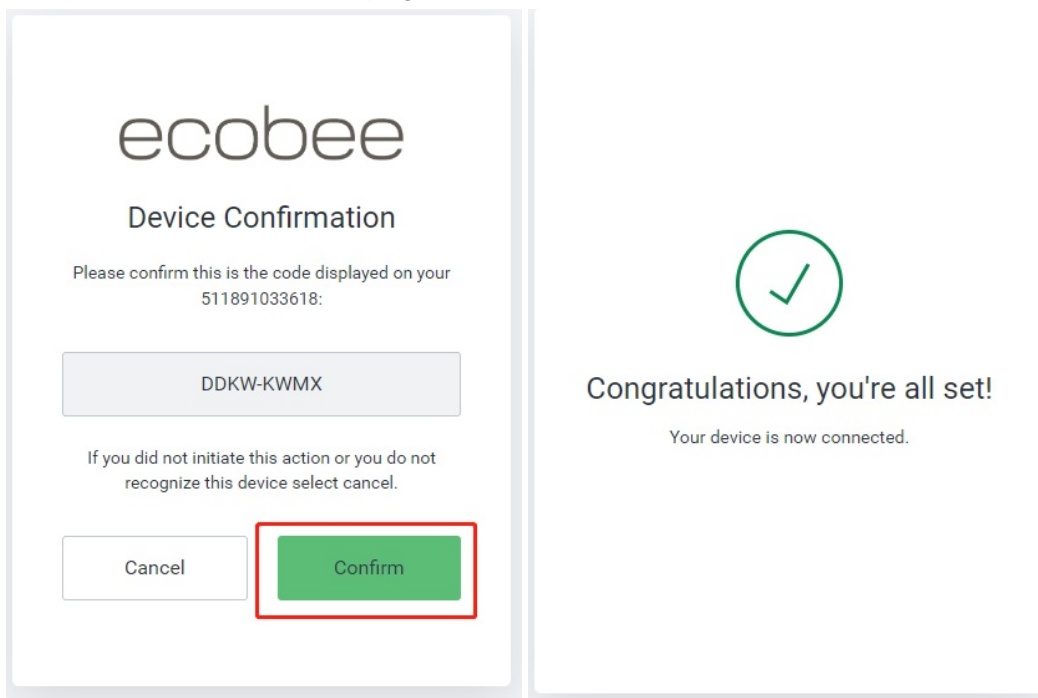 ecobee
Device Confirmation
Please confirm this is the code displayed on your
511891033618:
DDKW-KWMX
If you did not initiate this action or you do not
recognize this device select cancel.
Cancel
Confirm
Congratulations, you're all set!
Your device is now connected.